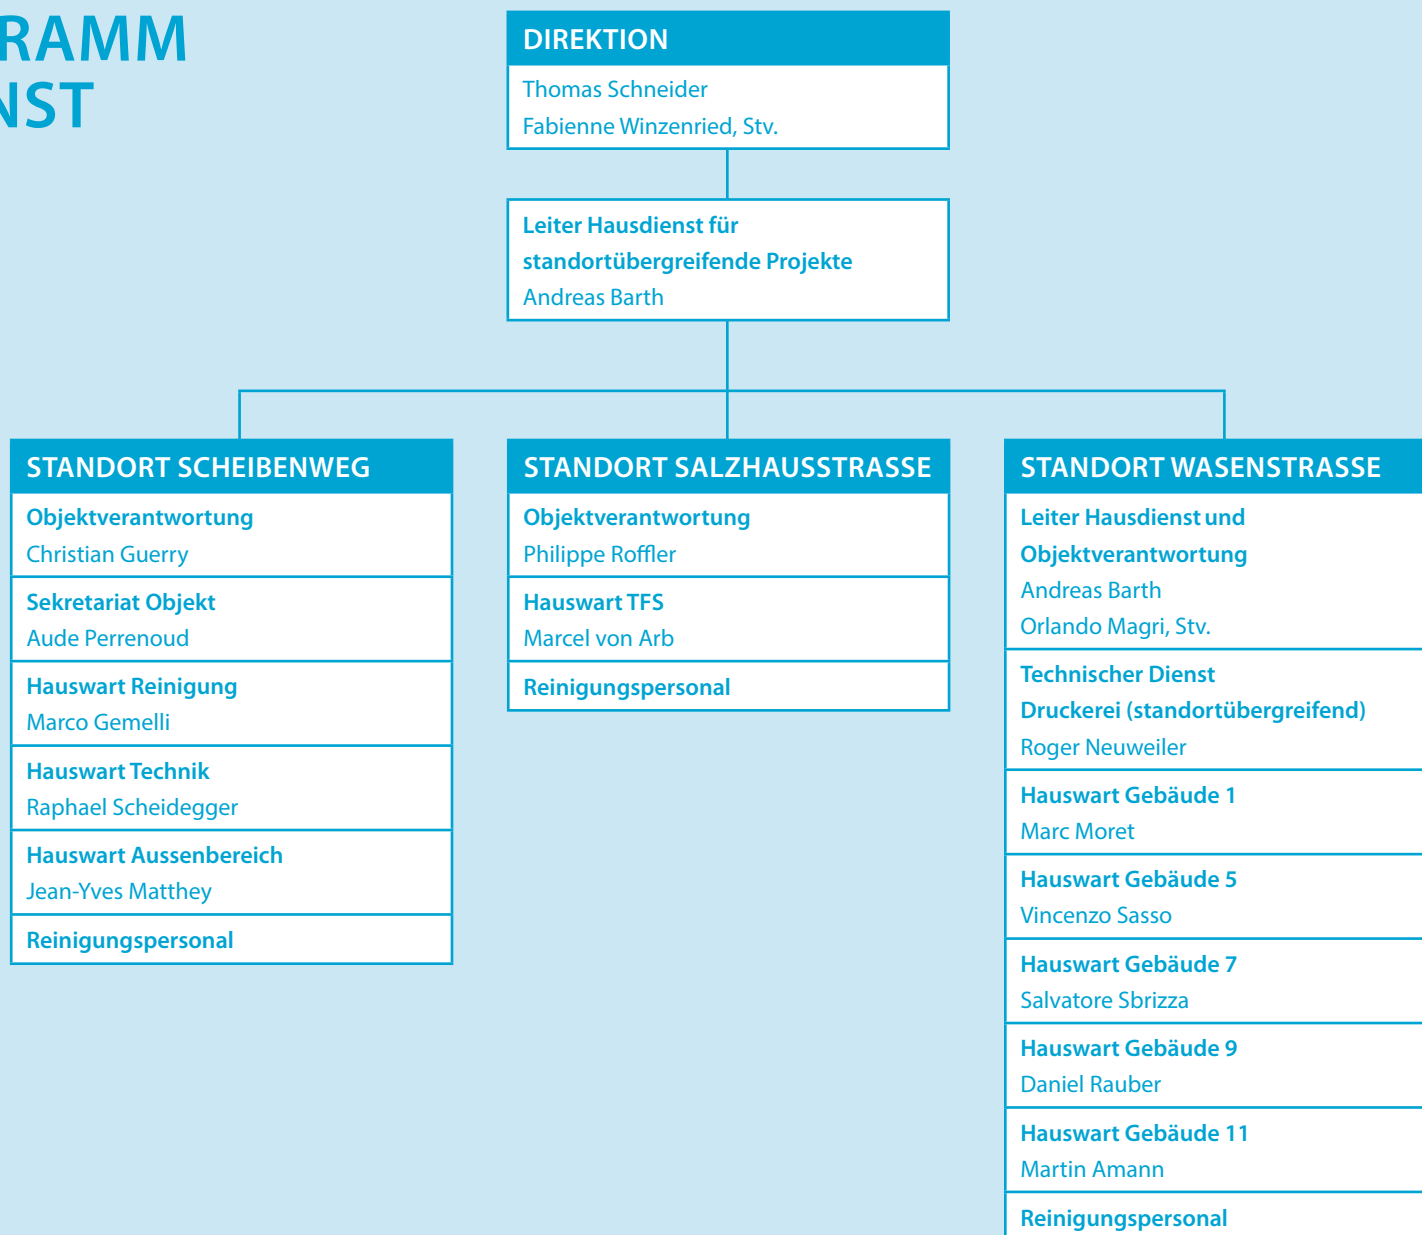 RAMM
NST
DIREKTION
Thomas Schneider
Fabienne Winzenried, Stv.
Leiter Hausdienst für
standortübergreifende Projekte
Andreas Barth
STANDORT SCHEIBENWEG
Objektverantwortung
Christian Guerry
Sekretariat Objekt
Aude Perrenoud
Hauswart Reinigung
Marco Gemelli
Hauswart Technik
Raphael Scheidegger
Hauswart Aussenbereich
Jean-Yves Matthey
Reinigungspersonal
STANDORT SALZHAUSSTRASSE
Objektverantwortung
Philippe Roffler
Hauswart TFS
Marcel von Arb
Reinigungspersonal
STANDORT WASENSTRASSE
Leiter Hausdienst und
Objektverantwortung
Andreas Barth
Orlando Magri, Stv.
Technischer Dienst
Druckerei (standortübergreifend)
Roger Neuweiler
Hauswart Gebäude 1
Marc Moret
Hauswart Gebäude 5
Vincenzo Sasso
Hauswart Gebäude 7
Salvatore Sbrizza
Hauswart Gebäude 9
Daniel Rauber
Hauswart Gebäude 11
Martin Amann
Reinigungspersonal